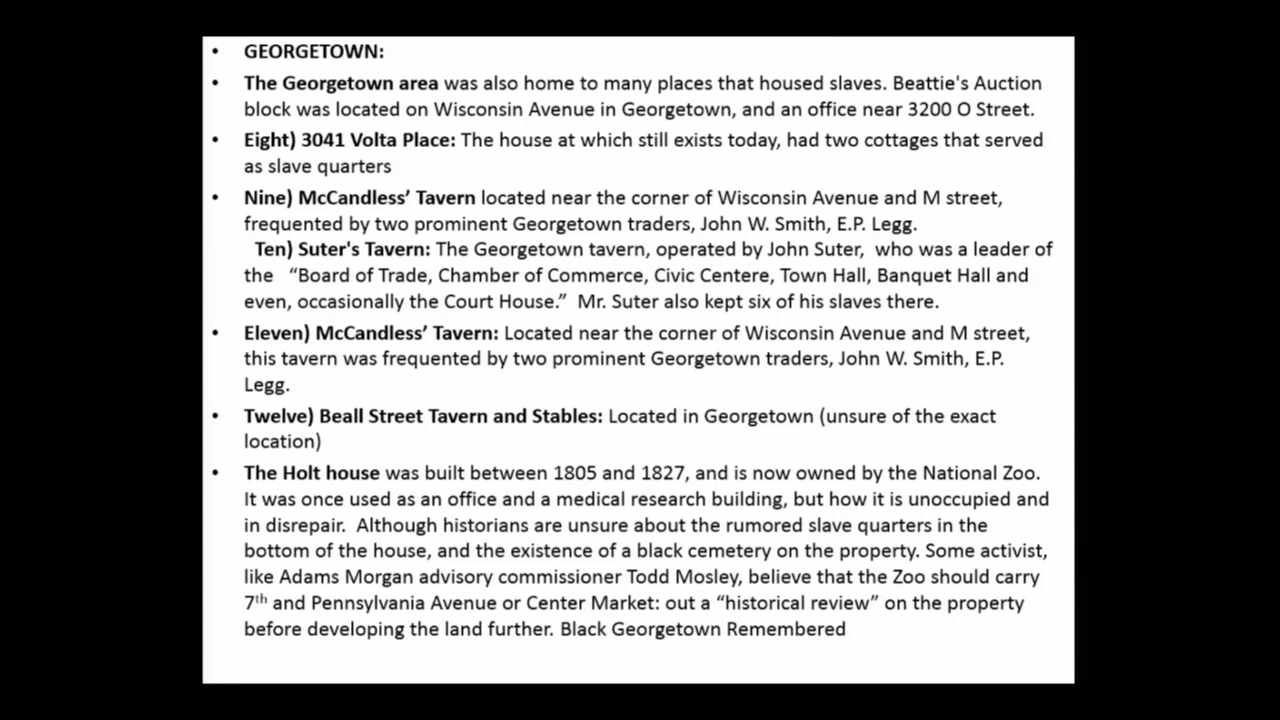 • GEORGETOWN:
• The Georgetown area was also home to many places that housed slaves. Beattie's Auction
block was located on Wisconsin Avenue in Georgetown, and an office near 3200 O Street.
• Eight) 3041 Volta Place: The house at which still exists today, had two cottages that served
as slave quarters
• Nine) McCandless’ Tavern located near the corner of Wisconsin Avenue and M street,
frequented by two prominent Georgetown traders, John W. Smith, E.P. Legg.
Ten) Suter's Tavern: The Georgetown tavern, operated by John Suter, who was a leader of
the “Board of Trade, Chamber of Commerce, Civic Centere, Town Hall, Banquet Hall and
even, occasionally the Court House.” Mr. Suter also kept six of his slaves there.
• Eleven) McCandless’ Tavern: Located near the corner of Wisconsin Avenue and M street,
this tavern was frequented by two prominent Georgetown traders, John W. Smith, E.P.
Legg.
• Twelve) Beall Street Tavern and Stables: Located in Georgetown (unsure of the exact
location)
• The Holt house was built between 1805 and 1827, and is now owned by the National Zoo.
It was once used as an office and a medical research building, but how it is unoccupied and
in disrepair. Although historians are unsure about the rumored slave quarters in the
bottom of the house, and the existence of a black cemetery on the property. Some activist,
like Adams Morgan advisory commissioner Todd Mosley, believe that the Zoo should carry
7th and Pennsylvania Avenue or Center Market: out a “historical review” on the property
before developing the land further. Black Georgetown Remembered